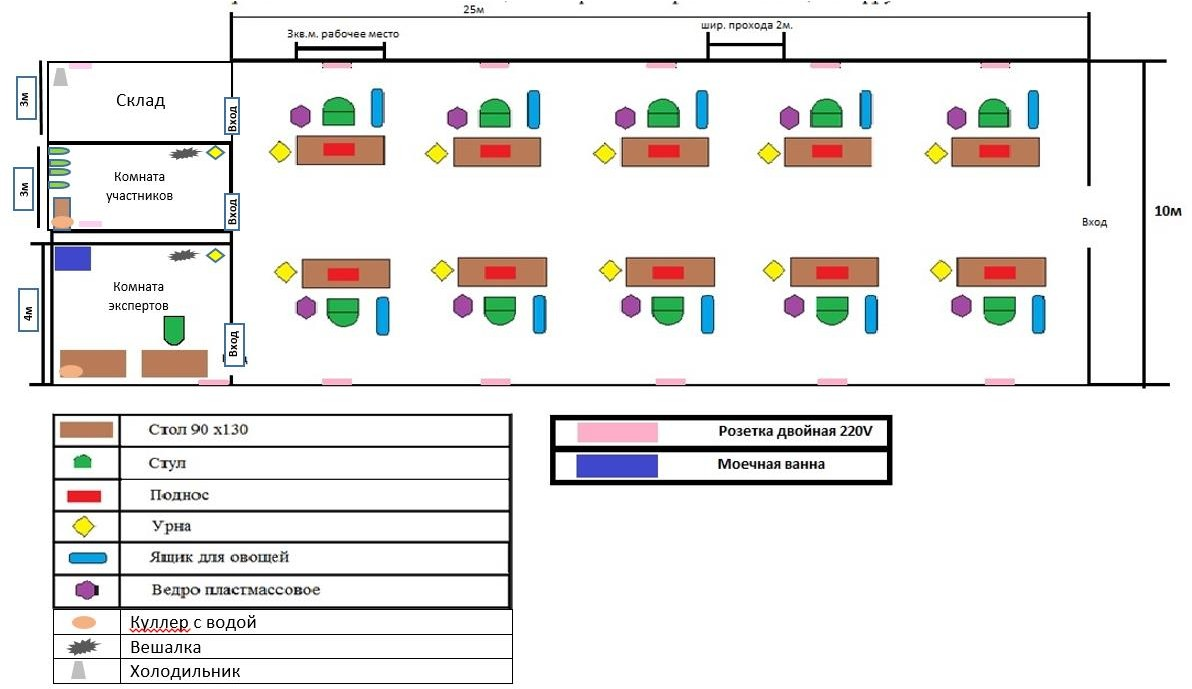 25м
3кв.м. рабочее место
шир. прохода 2м.
3м
Склад
Вход
3м
Комната
участников
Вход
10м
Вход
4м
Комната
экспертов
Вход
Стол 90 х130
Стул
Поднос
Урна
Ящик для овощей
Ведро пластмассовое
Куллер с водой
Вешалка
Холодильник
Розетка двойная 220V
Моечная ванна